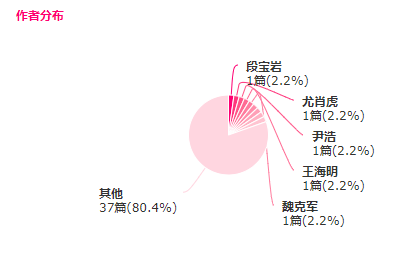 作者分布
段宝岩
1篇(2.2%)
尤肖虎
1篇(2.2%)
尹浩
1篇(2.2%)
王海明
1篇(2.2%)
魏克军
1篇(2.2%)
其他
37篇(80.4%)